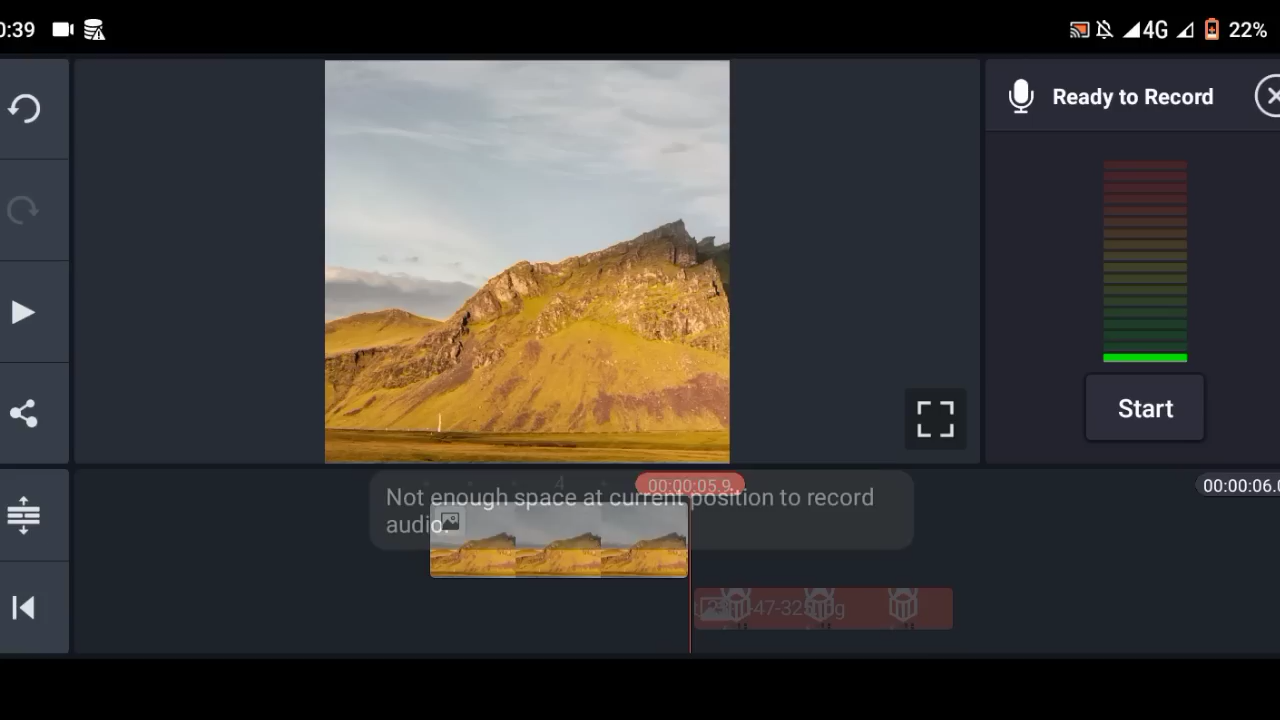 0:39
4G
22%
Ready to Record
Start
4
00:00:05.9
00:00:06.0
Not enough space at current position to record
audio.